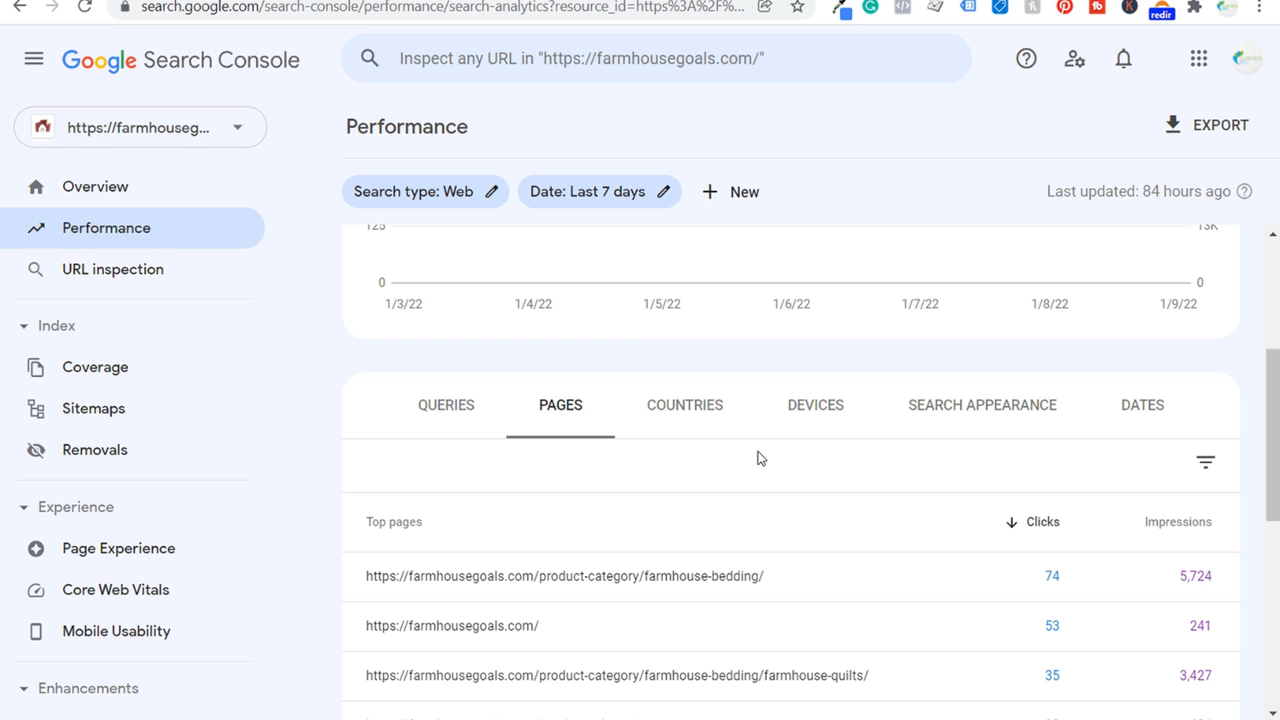 search.google.com/search-console/performance/search-analytics?resource_id=https%3A%2F%...
redir
Google Search Console
Inspect any URL in "https://farmhousegoals.com/"
https://farmhouseg...
Performance
EXPORT
Overview
Performance
URL inspection
Index
Coverage
Sitemaps
Removals
Experience
Page Experience
Core Web Vitals
Mobile Usability
Enhancements
Search type: Web
Date: Last 7 days
New
Last updated: 84 hours ago
125
13K
0
0
1/3/22 1/4/22 1/5/22 1/6/22 1/7/22 1/8/22 1/9/22
QUERIES PAGES COUNTRIES DEVICES SEARCH APPEARANCE DATES
Top pages Clicks Impressions
https://farmhousegoals.com/product-category/farmhouse-bedding/ 74 5,724
https://farmhousegoals.com/ 53 241
https://farmhousegoals.com/product-category/farmhouse-bedding/farmhouse-quilts/ 35 3,427